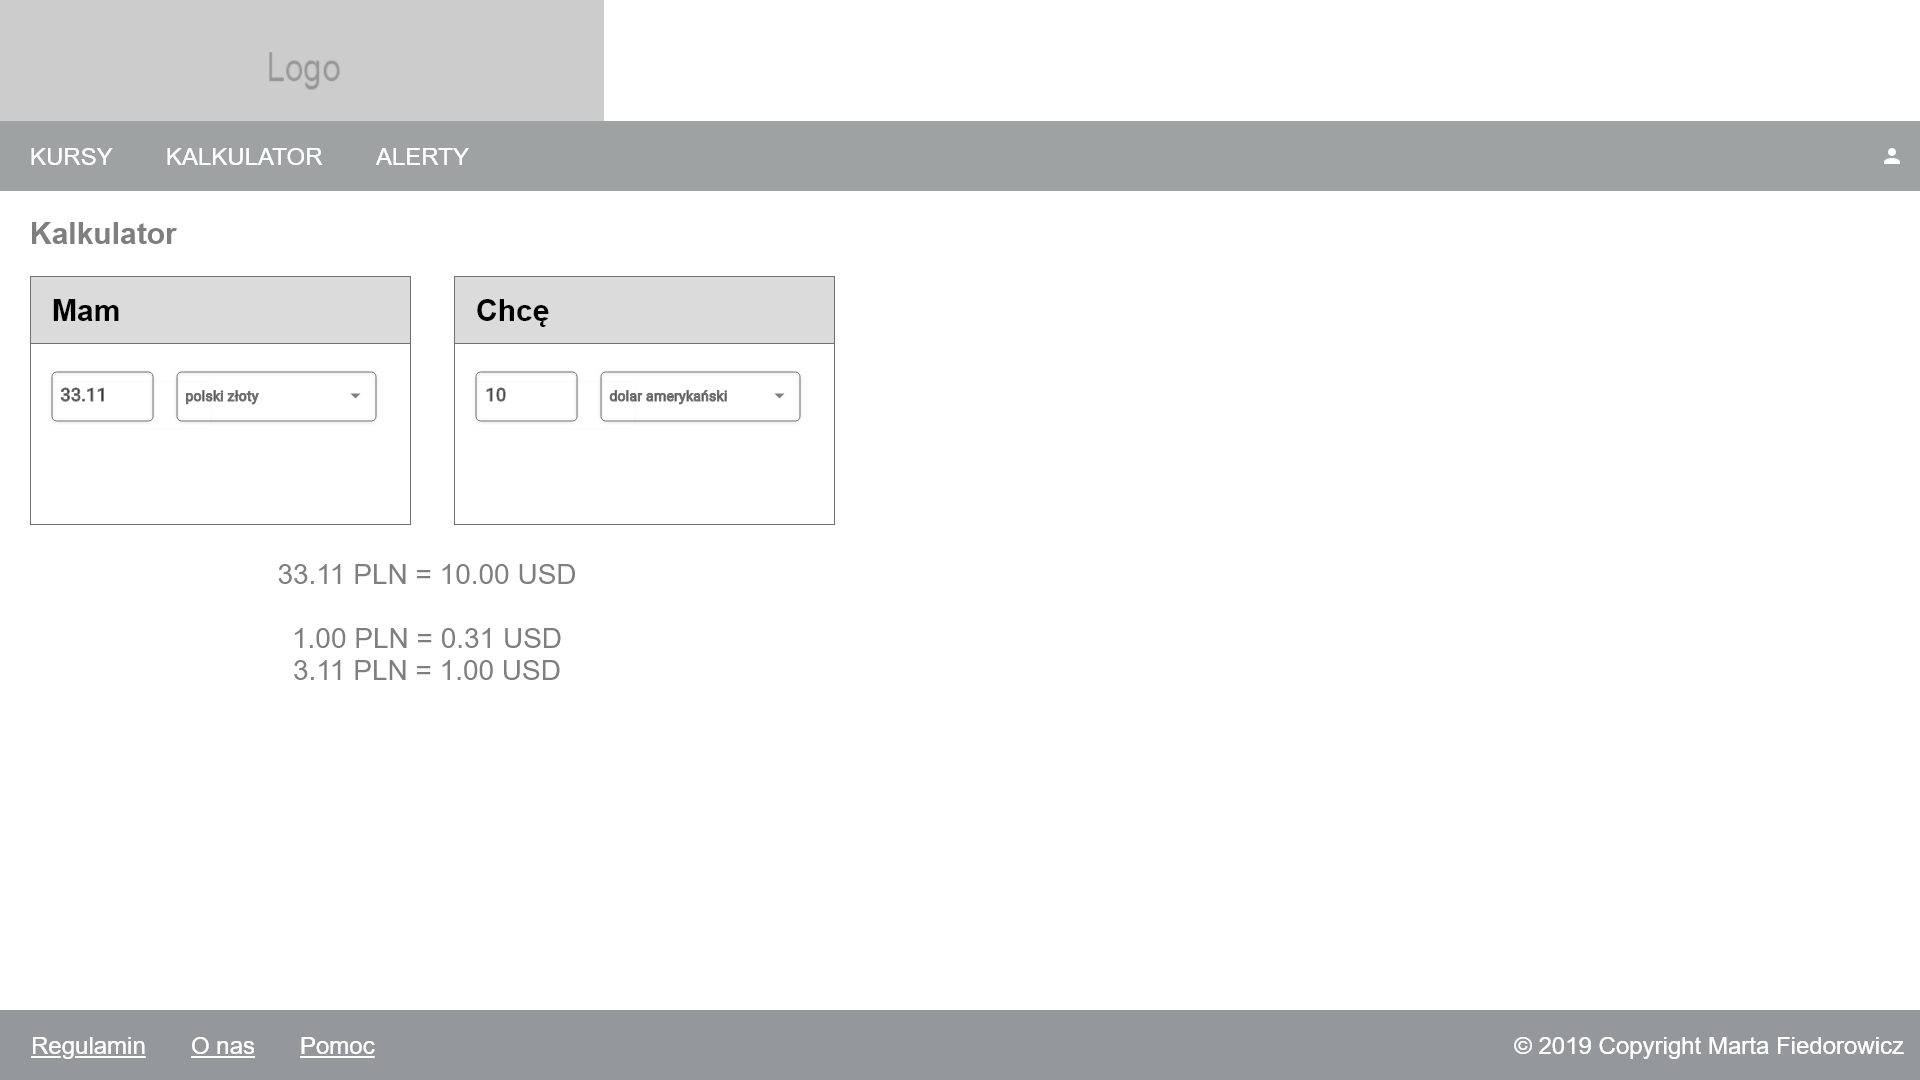 Logo
KURSY KALKULATOR ALERTY
Kalkulator
Mam
33.11 polski złoty
Chcę
10 dolar amerykański
33.11 PLN = 10.00 USD
1.00 PLN = 0.31 USD
3.11 PLN = 1.00 USD
Regulamin O nas Pomoc
© 2019 Copyright Marta Fiedorowicz